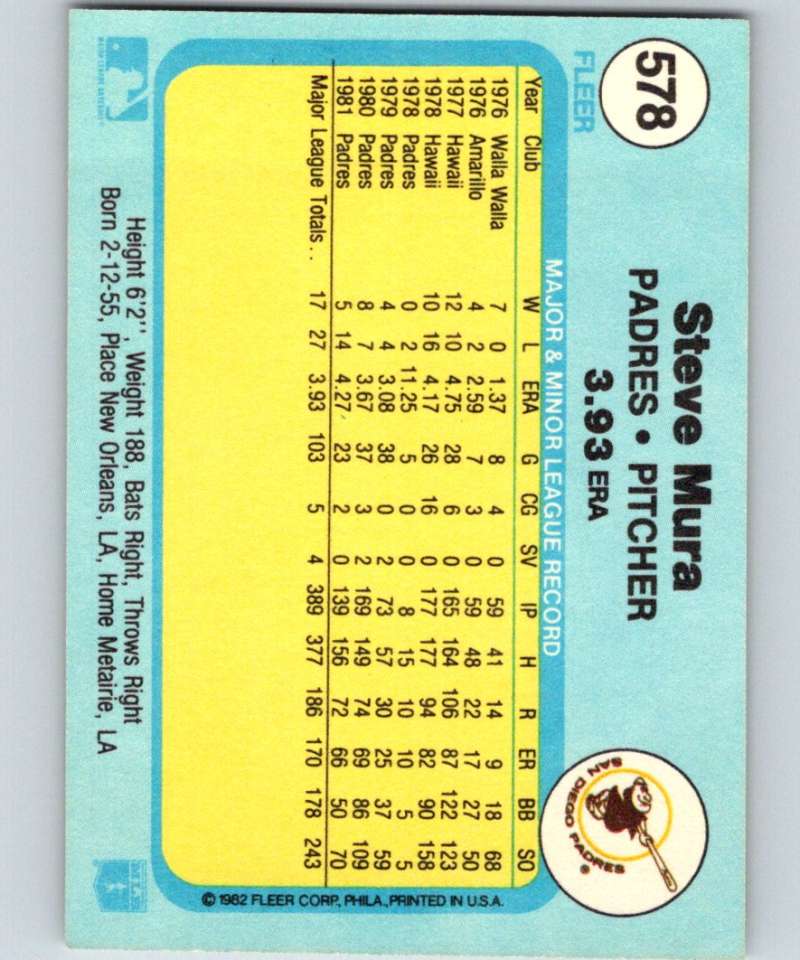 578
FLEER
Steve Mura
PADRES • PITCHER
3.93 ERA
SAN DIEGO PADRES ®
MAJOR & MINOR LEAGUE RECORD
Year Club W L ERA G CG SV IP H R ER BB SO
1976 Walla Walla 7 0 1.37 8 4 0 59 41 14 9 18 68
1976 Amarillo 4 2 2.59 7 3 0 59 48 22 17 27 50
1977 Hawaii 12 10 4.75 28 6 0 165 164 106 87 122 123
1978 Hawaii 10 16 4.17 26 16 0 177 177 94 82 90 158
1978 Padres 0 2 11.25 5 0 0 8 15 10 10 5 5
1979 Padres 4 4 3.08 38 0 2 73 57 30 25 37 59
1980 Padres 8 7 3.67 37 3 2 169 149 74 69 86 109
1981 Padres 5 14 4.27 23 2 0 139 156 72 66 50 70
Major League Totals . . 17 27 3.93 103 5 4 389 377 186 170 178 243
© 1982 FLEER CORP., PHILA., PRINTED IN U.S.A.
MAJOR LEAGUE BASEBALL
Height 6'2'', Weight 188, Bats Right, Throws Right
Born 2-12-55, Place New Orleans, LA, Home Metairie, LA